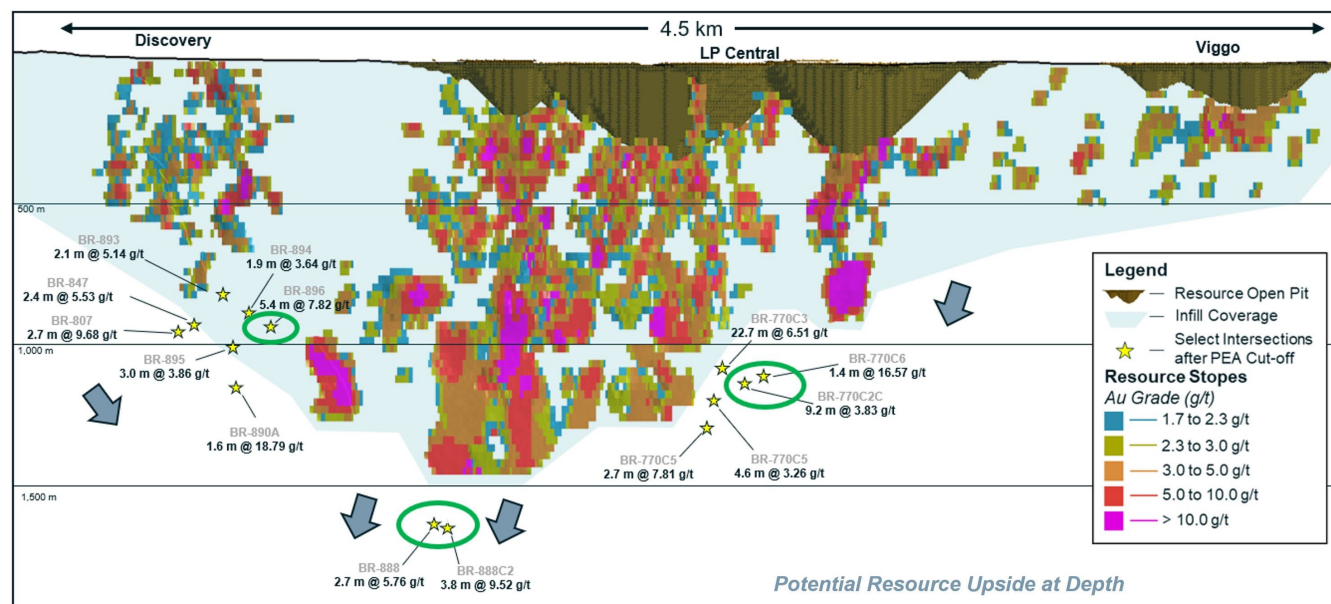 4.5 km
Discovery
LP Central
Viggo
500 m
BR-893
2.1 m @ 5.14 g/t
BR-894
1.9 m @ 3.64 g/t
BR-847
2.4 m @ 5.53 g/t
BR-896
5.4 m @ 7.82 g/t
BR-807
2.7 m @ 9.68 g/t
BR-895
3.0 m @ 3.86 g/t
BR-890A
1.6 m @ 18.79 g/t
1,000 m
BR-770C3
22.7 m @ 6.51 g/t
BR-770C6
1.4 m @ 16.57 g/t
BR-770C2C
9.2 m @ 3.83 g/t
BR-770C5
2.7 m @ 7.81 g/t
BR-770C5
4.6 m @ 3.26 g/t
1,500 m
BR-888
2.7 m @ 5.76 g/t
BR-888C2
3.8 m @ 9.52 g/t
Legend
Resource Open Pit
Infill Coverage
Select Intersections
after PEA Cut-off
Resource Stopes
Au Grade (g/t)
1.7 to 2.3 g/t
2.3 to 3.0 g/t
3.0 to 5.0 g/t
5.0 to 10.0 g/t
> 10.0 g/t
Potential Resource Upside at Depth